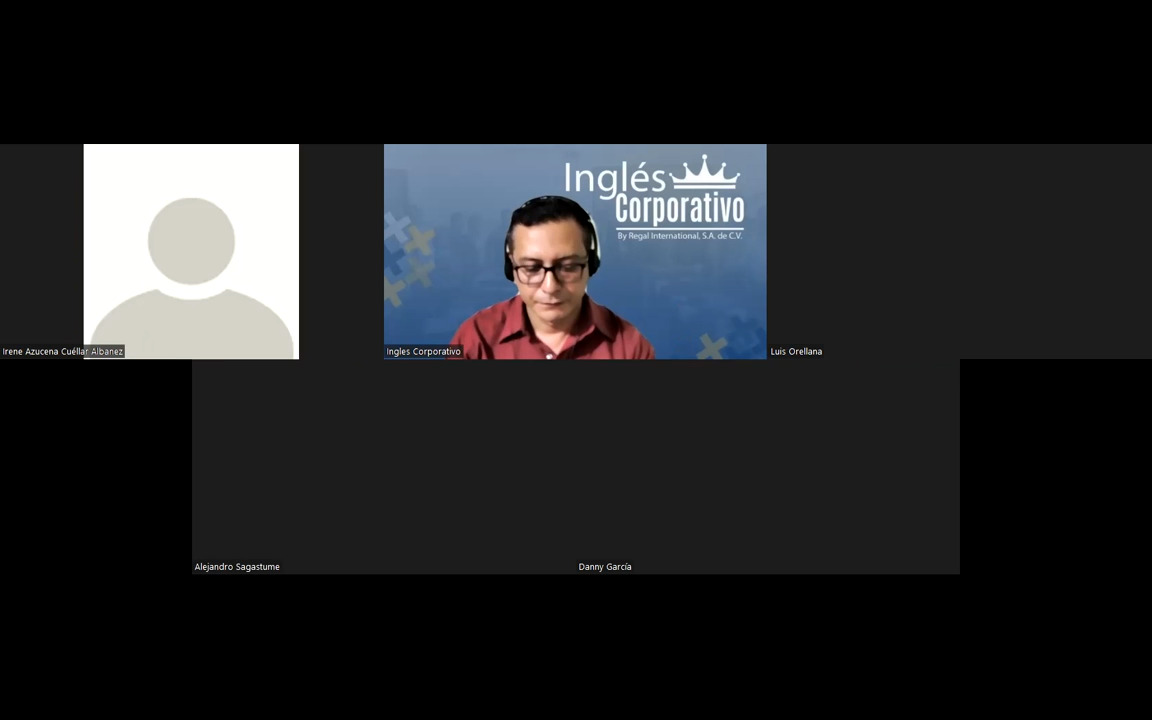 Inglés
Corporativo
By Regal International, S.A. de C.V.
Irene Azucena Cuéllar Albanez
Ingles Corporativo
Luis Orellana
Alejandro Sagastume
Danny García